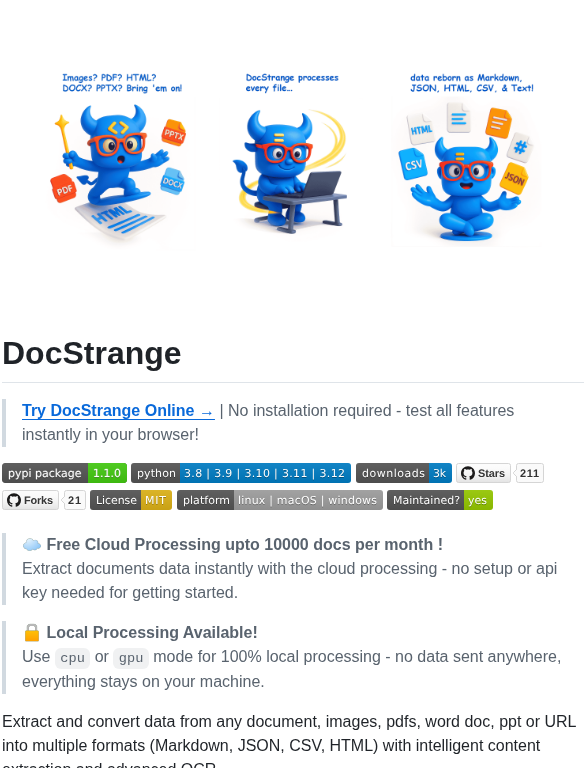 Images? PDF? HTML?
DOCX? PPTX? Bring 'em on!
DocStrange processes
every file...
data reborn as Markdown,
JSON, HTML, CSV, & Text!
PPTX
PDF
DOCX
HTML
HTML
#
CSV
JSON
DocStrange
Try DocStrange Online → | No installation required - test all features
instantly in your browser!
pypi package 1.1.0 python 3.8 | 3.9 | 3.10 | 3.11 | 3.12 downloads 3k Stars 211
Forks 21 License MIT platform linux | macOS | windows Maintained? yes
☁️ Free Cloud Processing upto 10000 docs per month !
Extract documents data instantly with the cloud processing - no setup or api
key needed for getting started.
🔒 Local Processing Available!
Use cpu or gpu mode for 100% local processing - no data sent anywhere,
everything stays on your machine.
Extract and convert data from any document, images, pdfs, word doc, ppt or URL
into multiple formats (Markdown, JSON, CSV, HTML) with intelligent content
extraction and advanced OCR.